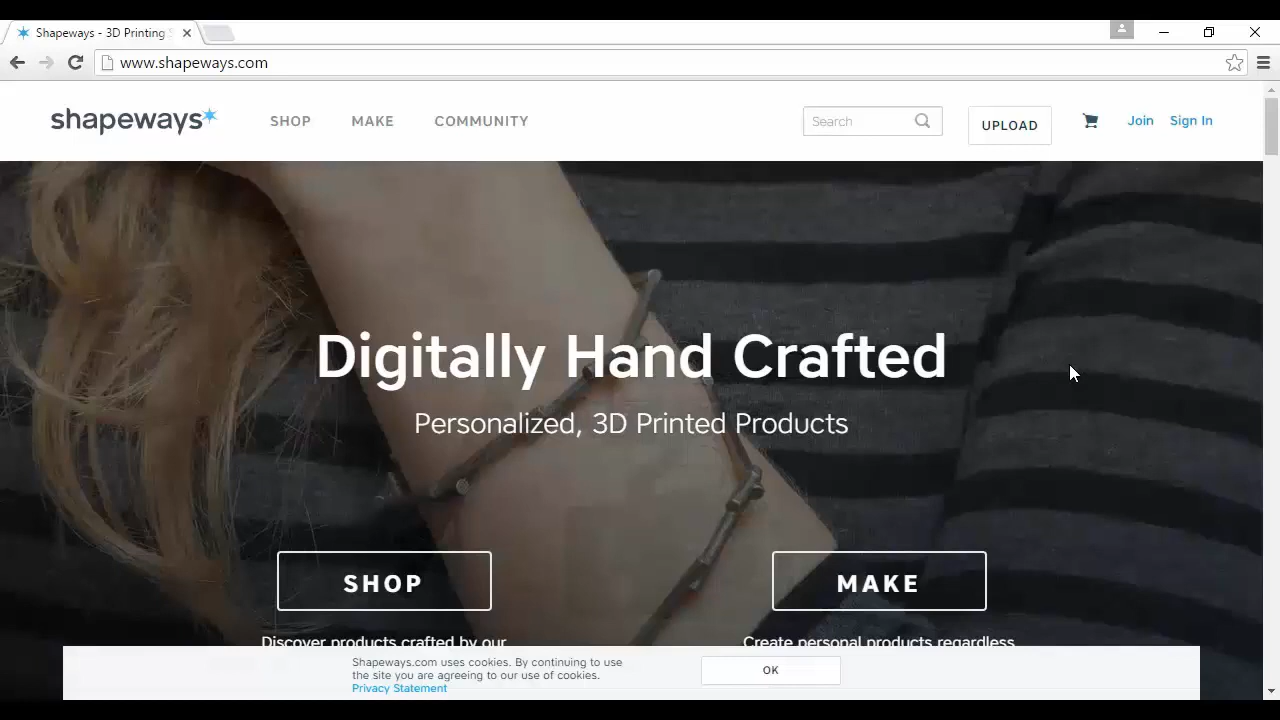 Shapeways - 3D Printing
www.shapeways.com
shapeways
SHOP MAKE COMMUNITY
Search
UPLOAD
Join Sign In
Digitally Hand Crafted
Personalized, 3D Printed Products
SHOP MAKE
Discover products crafted by our
Create personal products regardless
Shapeways.com uses cookies. By continuing to use
the site you are agreeing to our use of cookies.
Privacy Statement
OK